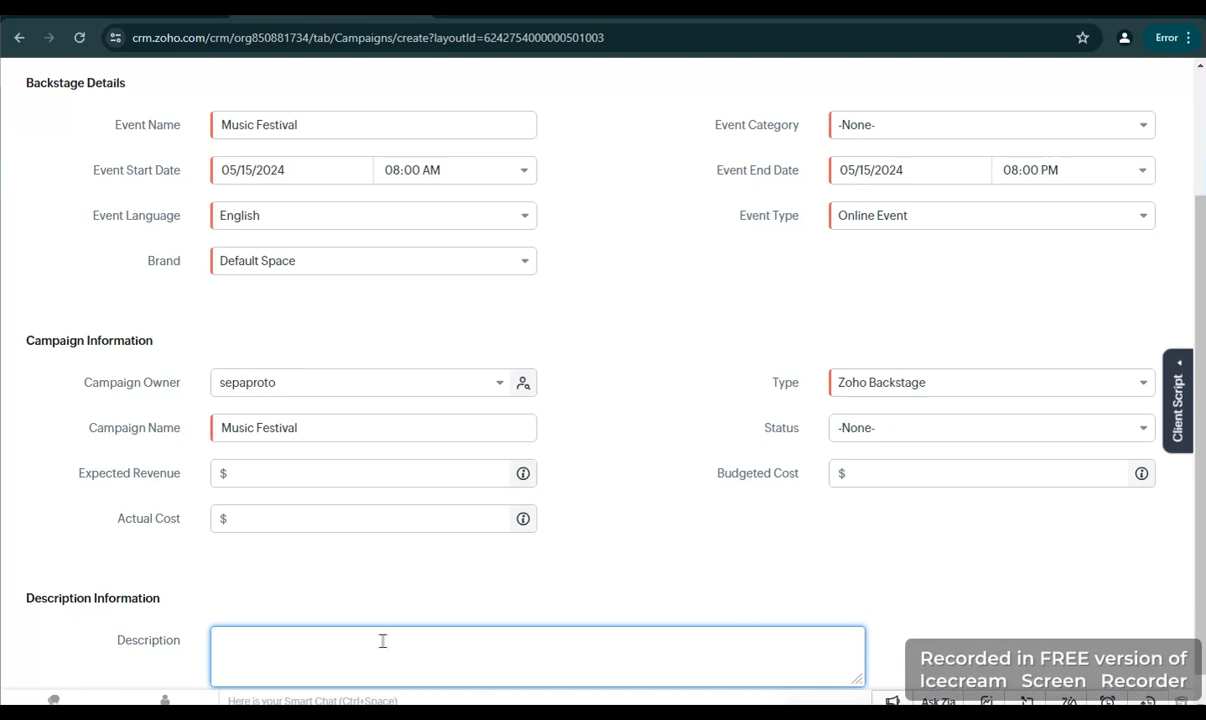 crm.zoho.com/crm/org850881734/tab/Campaigns/create?layoutId=6242754000000501003
Error
Backstage Details
Event Name Music Festival Event Category -None-
Event Start Date 05/15/2024 08:00 AM Event End Date 05/15/2024 08:00 PM
Event Language English Event Type Online Event
Brand Default Space
Campaign Information
Campaign Owner sepaproto Type Zoho Backstage
Campaign Name Music Festival Status -None-
Expected Revenue $ Budgeted Cost $
Actual Cost $
Client Script
Description Information
Description
Recorded in FREE version of
Icecream Screen Recorder
Here is your Smart Chat (Ctrl+Space) Ask Zia